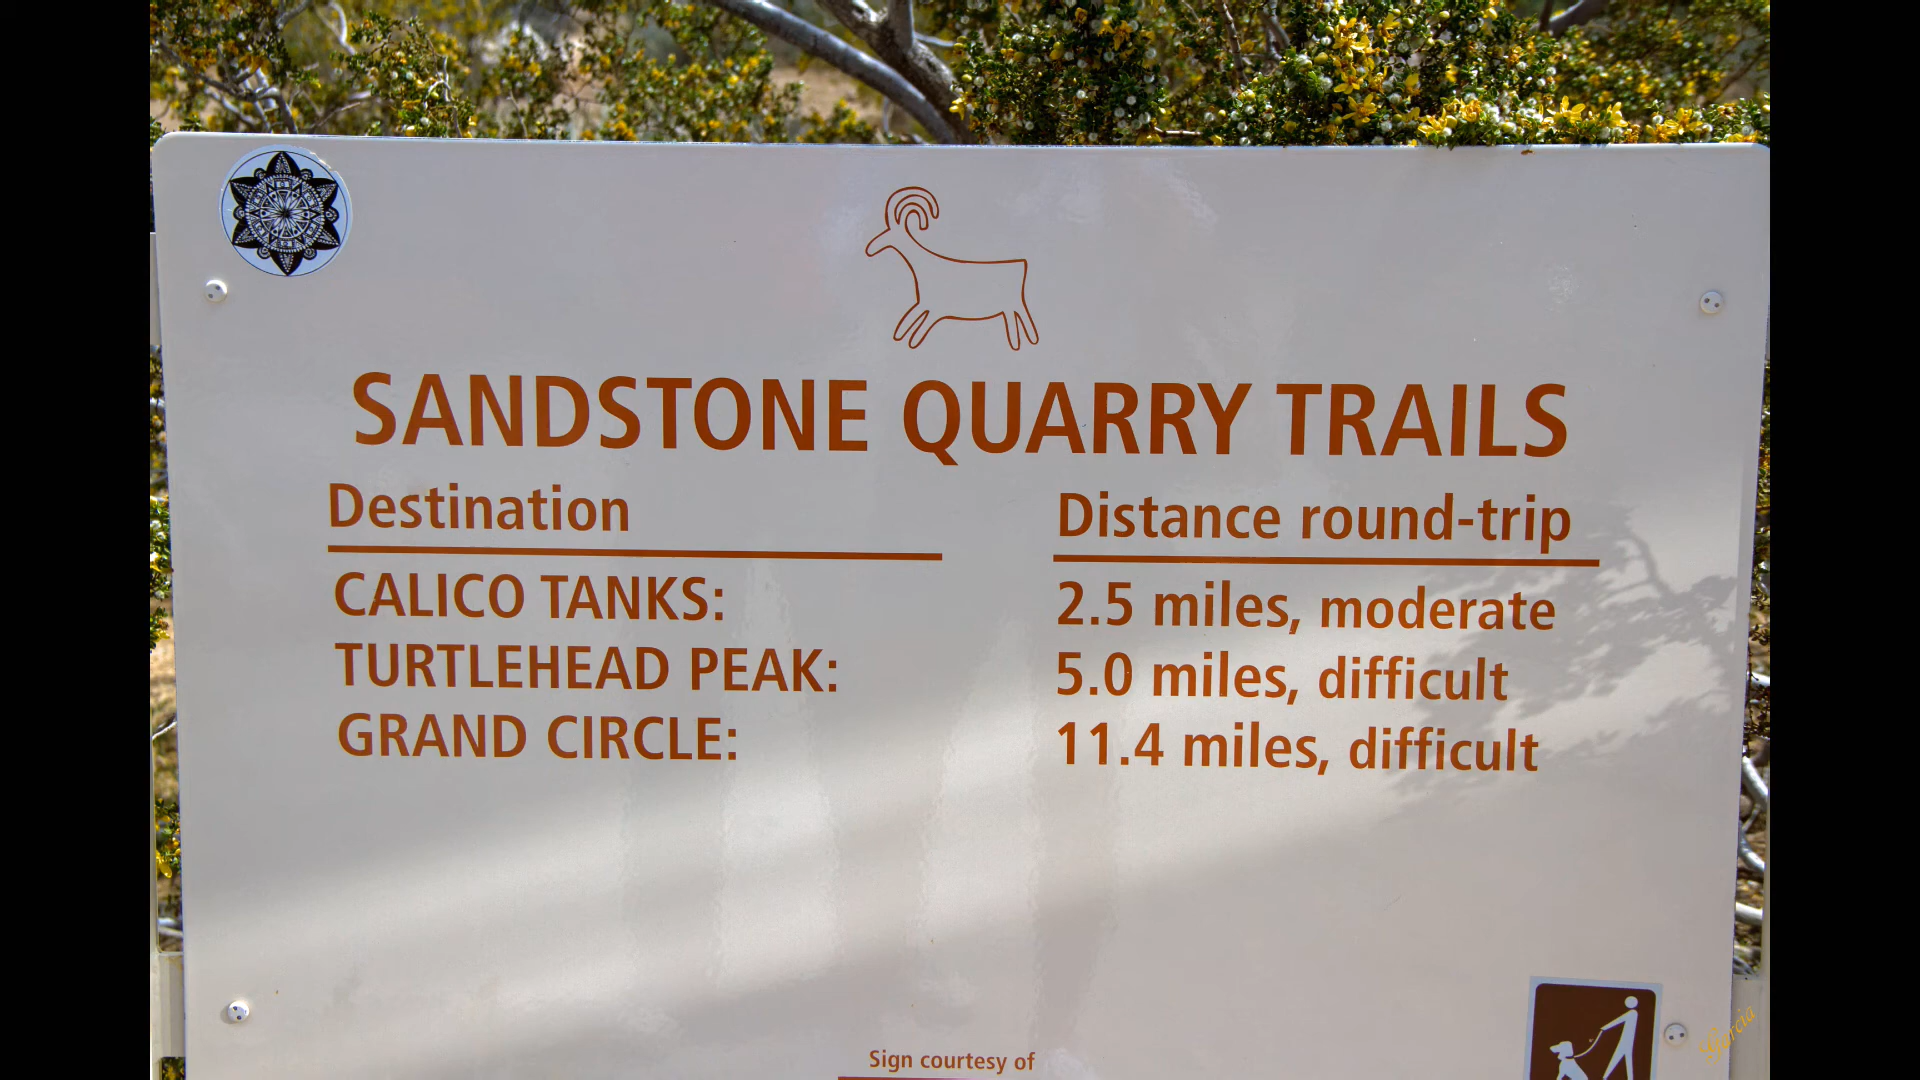 SANDSTONE QUARRY TRAILS
Destination Distance round-trip
CALICO TANKS: 2.5 miles, moderate
TURTLEHEAD PEAK: 5.0 miles, difficult
GRAND CIRCLE: 11.4 miles, difficult
Sign courtesy of
Garcia